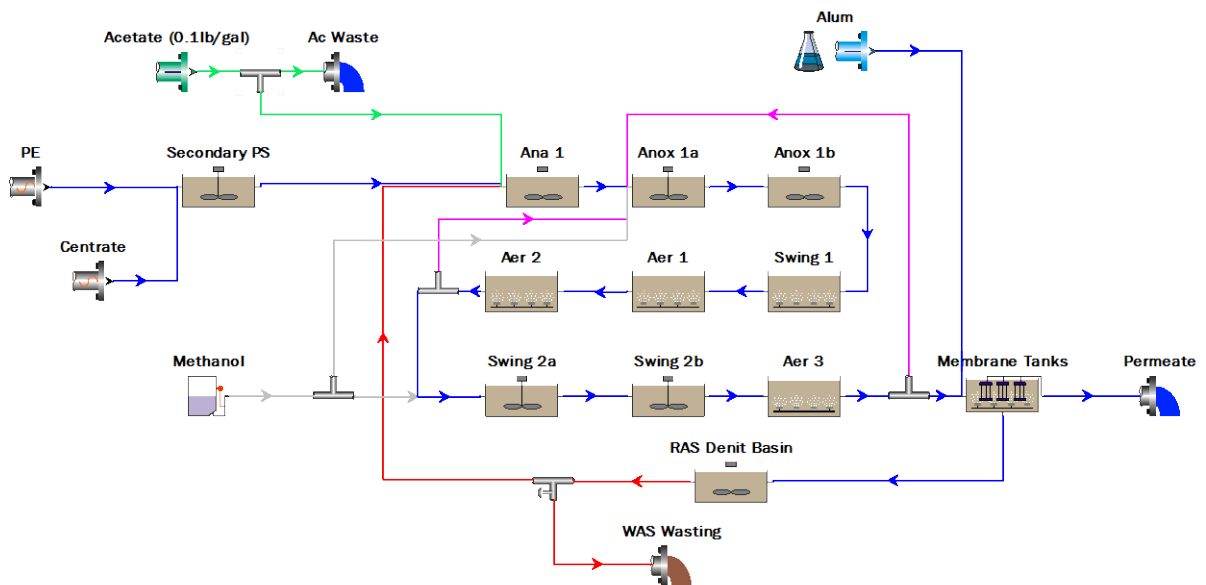 Alum
Acetate (0.1lb/gal)
Ac Waste
PE
Secondary PS
Ana 1
Anox 1a
Anox 1b
Centrate
Aer 2
Aer 1
Swing 1
Methanol
Swing 2a
Swing 2b
Aer 3
Membrane Tanks
Permeate
RAS Denit Basin
WAS Wasting